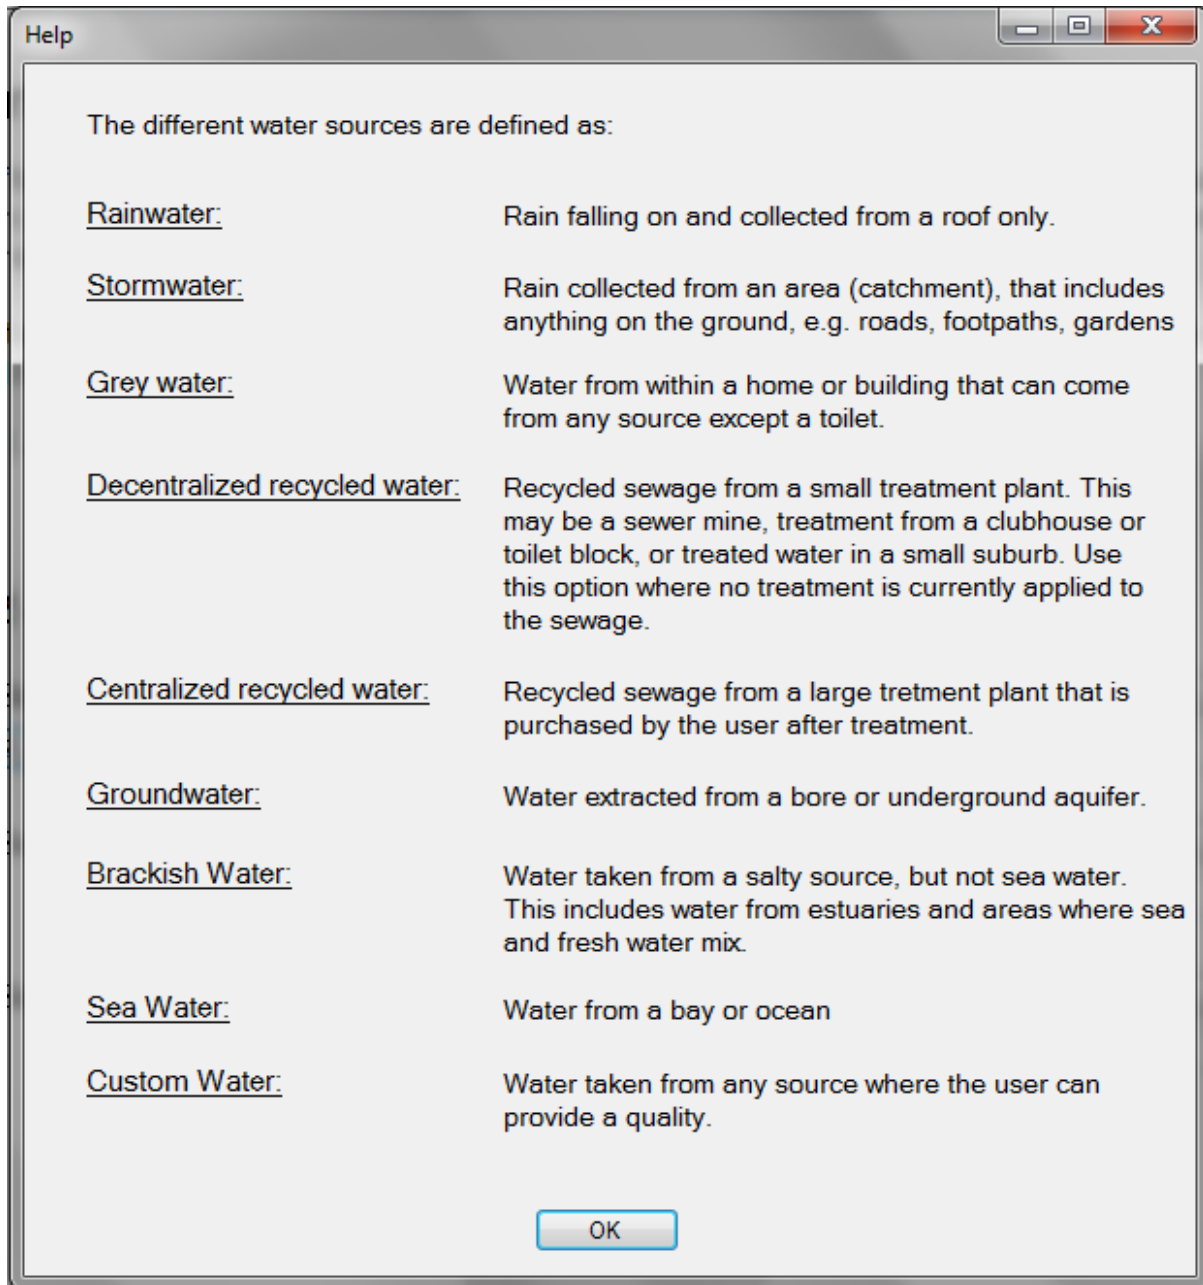 Help
The different water sources are defined as:
Rainwater: Rain falling on and collected from a roof only.
Stormwater: Rain collected from an area (catchment), that includes
anything on the ground, e.g. roads, footpaths, gardens
Grey water: Water from within a home or building that can come
from any source except a toilet.
Decentralized recycled water: Recycled sewage from a small treatment plant. This
may be a sewer mine, treatment from a clubhouse or
toilet block, or treated water in a small suburb. Use
this option where no treatment is currently applied to
the sewage.
Centralized recycled water: Recycled sewage from a large tretment plant that is
purchased by the user after treatment.
Groundwater: Water extracted from a bore or underground aquifer.
Brackish Water: Water taken from a salty source, but not sea water.
This includes water from estuaries and areas where sea
and fresh water mix.
Sea Water: Water from a bay or ocean
Custom Water: Water taken from any source where the user can
provide a quality.
OK